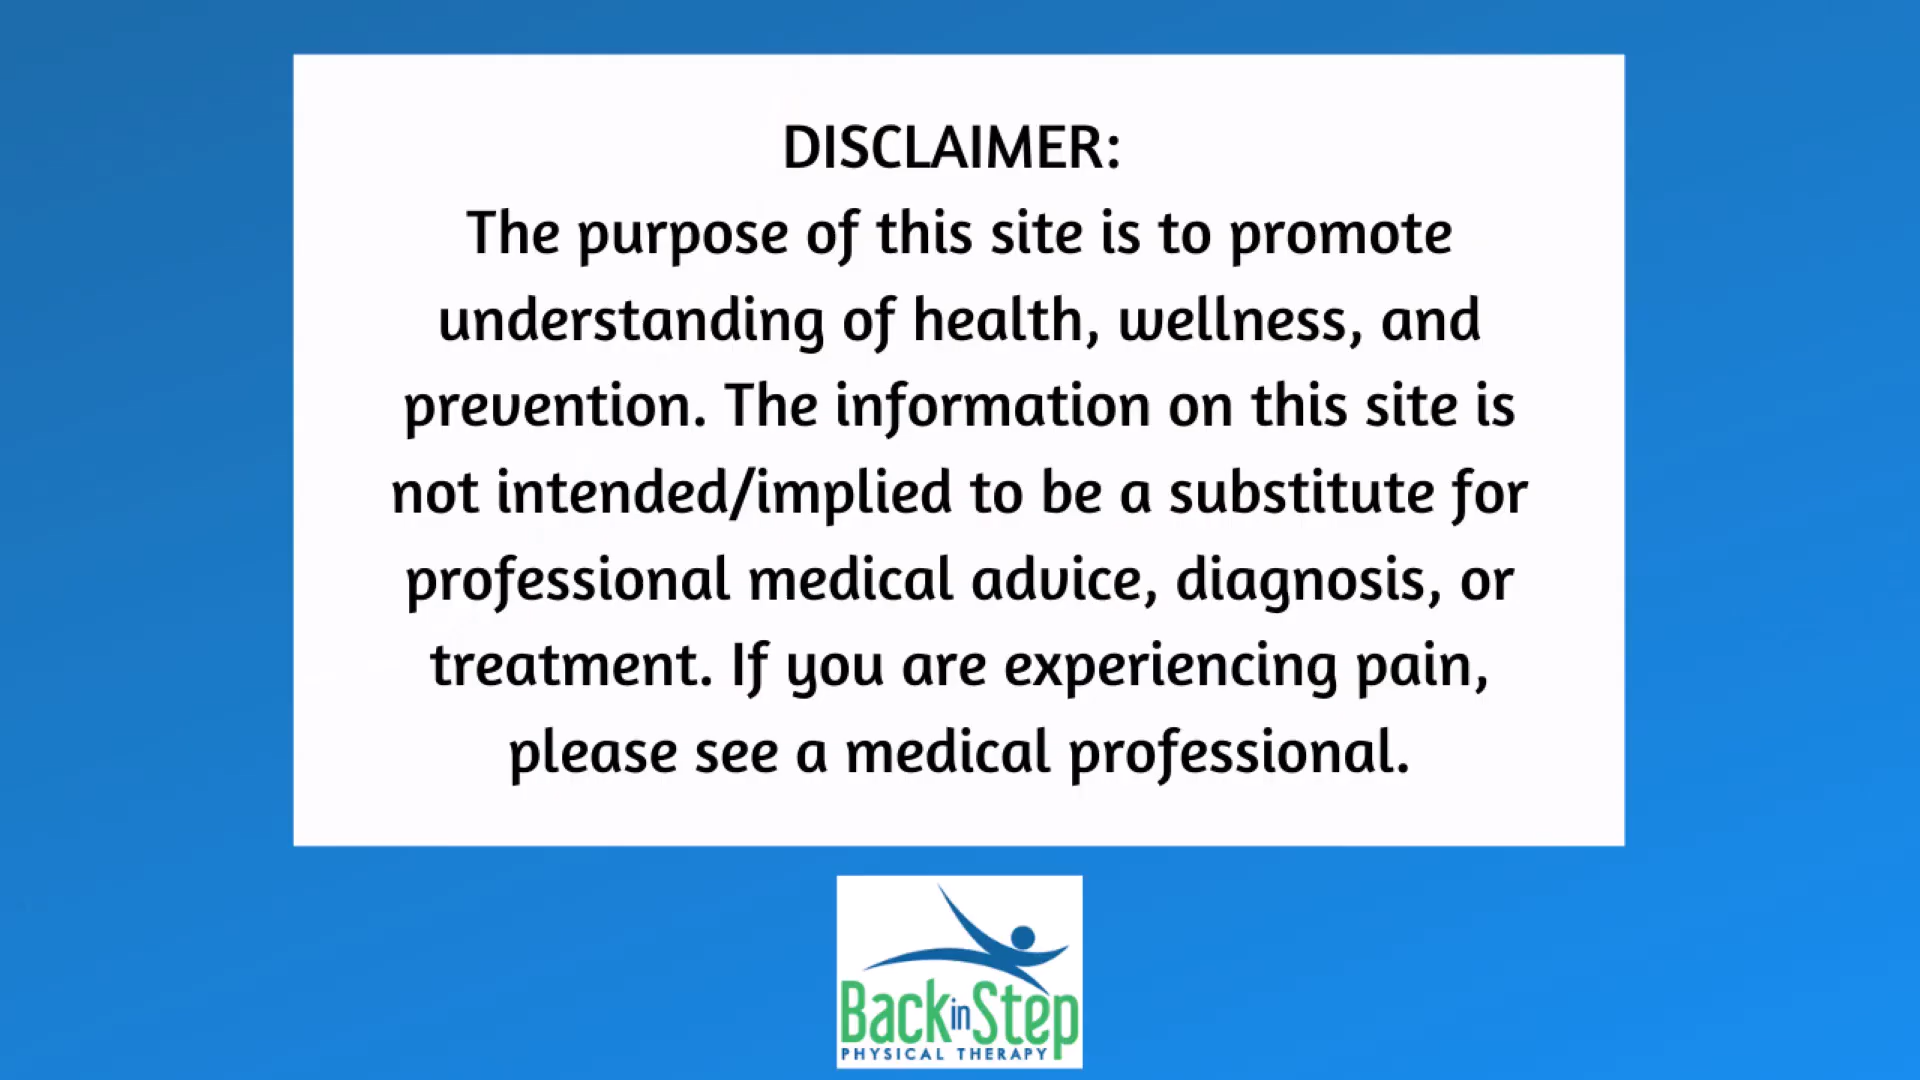 DISCLAIMER:
The purpose of this site is to promote
understanding of health, wellness, and
prevention. The information on this site is
not intended/implied to be a substitute for
professional medical advice, diagnosis, or
treatment. If you are experiencing pain,
please see a medical professional.
Back in Step
PHYSICAL THERAPY